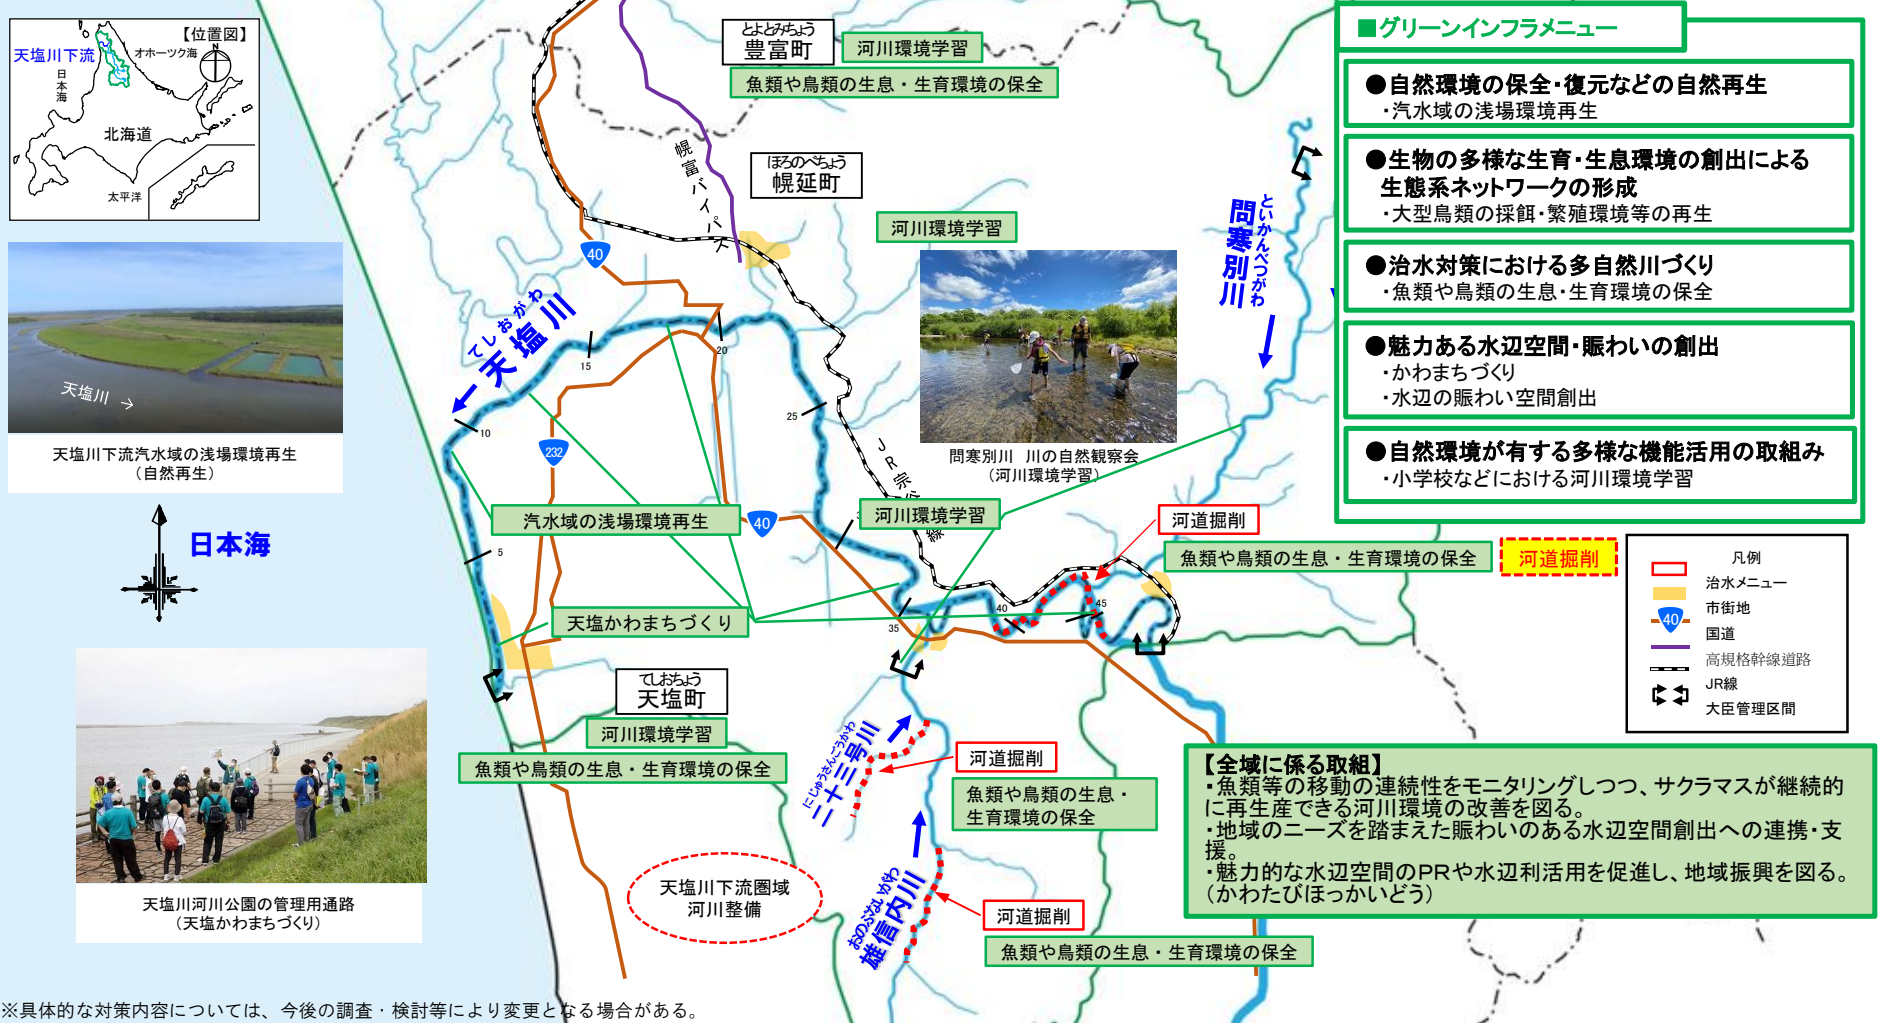 【位置図】
天塩川下流
オホーツク海
N
日本海
北海道
太平洋
天塩川 →
天塩川下流汽水域の浅場環境再生
（自然再生）
日本海
天塩川河川公園の管理用通路
（天塩かわまちづくり）
※具体的な対策内容については、今後の調査・検討等により変更となる場合がある。
とよとみちょう
豊富町
河川環境学習
魚類や鳥類の生息・生育環境の保全
幌富バイパス
ほろのべちょう
幌延町
河川環境学習
40
てしおがわ
天塩川
232
40
5
10
15
20
25
35
40
45
JR宗谷線
問寒別川　川の自然観察会
（河川環境学習）
といかんべつがわ
問寒別川
汽水域の浅場環境再生
河川環境学習
天塩かわまちづくり
河道掘削
魚類や鳥類の生息・生育環境の保全
河道掘削
てしおちょう
天塩町
河川環境学習
魚類や鳥類の生息・生育環境の保全
にじゅうさんごうかわ
二十三号川
河道掘削
魚類や鳥類の生息・
生育環境の保全
天塩川下流圏域
河川整備
おのぶないがわ
雄信内川
河道掘削
魚類や鳥類の生息・生育環境の保全
■グリーンインフラメニュー
●自然環境の保全・復元などの自然再生
・汽水域の浅場環境再生
●生物の多様な生育・生息環境の創出による
生態系ネットワークの形成
・大型鳥類の採餌・繁殖環境等の再生
●治水対策における多自然川づくり
・魚類や鳥類の生息・生育環境の保全
●魅力ある水辺空間・賑わいの創出
・かわまちづくり
・水辺の賑わい空間創出
●自然環境が有する多様な機能活用の取組み
・小学校などにおける河川環境学習
凡例
治水メニュー
市街地
40
国道
高規格幹線道路
JR線
大臣管理区間
【全域に係る取組】
・魚類等の移動の連続性をモニタリングしつつ、サクラマスが継続的
に再生産できる河川環境の改善を図る。
・地域のニーズを踏まえた賑わいのある水辺空間創出への連携・支
援。
・魅力的な水辺空間のPRや水辺利活用を促進し、地域振興を図る。
（かわたびほっかいどう）